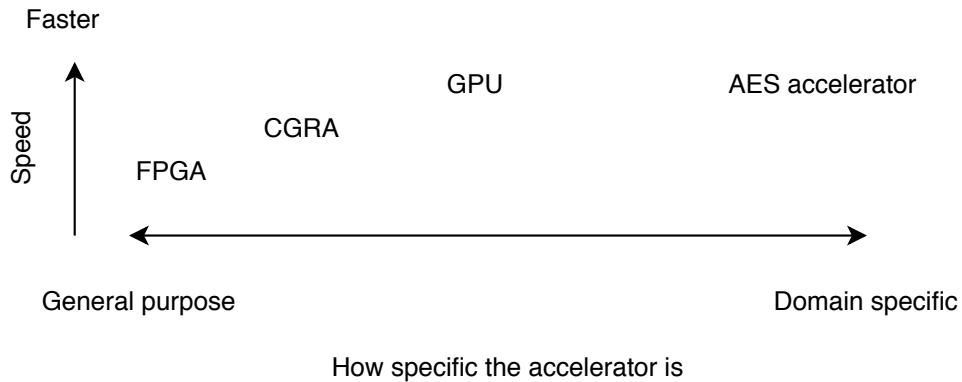 Faster
GPU
AES accelerator
CGRA
Speed
FPGA
General purpose
Domain specific
How specific the accelerator is